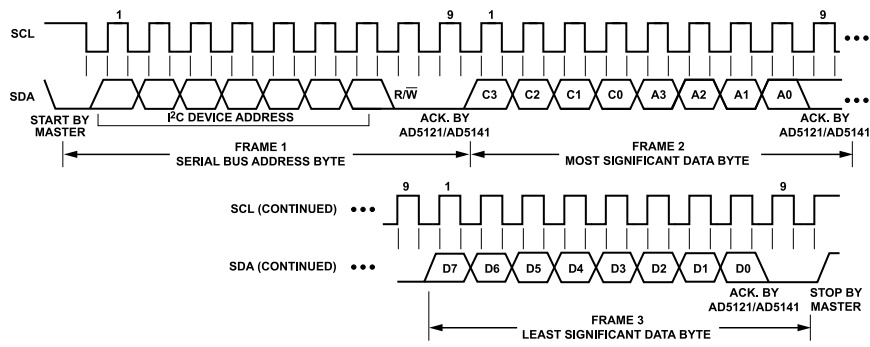 1 9 1 9
SCL
SDA R/W C3 C2 C1 C0 A3 A2 A1 A0
START BY MASTER
I2C DEVICE ADDRESS
ACK. BY AD5121/AD5141
ACK. BY AD5121/AD5141
FRAME 1
SERIAL BUS ADDRESS BYTE
FRAME 2
MOST SIGNIFICANT DATA BYTE
9 1 9
SCL (CONTINUED)
SDA (CONTINUED) D7 D6 D5 D4 D3 D2 D1 D0
ACK. BY AD5121/AD5141
STOP BY MASTER
FRAME 3
LEAST SIGNIFICANT DATA BYTE